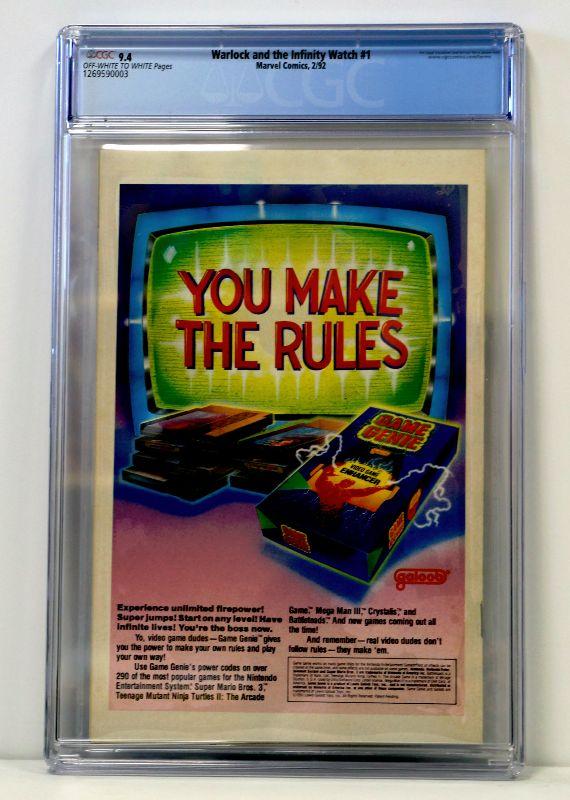 CGC 9.4
OFF-WHITE TO WHITE Pages
1269590003
Warlock and the Infinity Watch #1
Marvel Comics, 2/92
CGC
YOU MAKE
THE RULES
GAME
GENIE
VIDEO GAME
ENHANCER
galoob
Experience unlimited firepower!
Super jumps! Start on any level! Have
infinite lives! You're the boss now.
Yo, video game dudes – Game Genie™ gives
you the power to make your own rules and play
your own way!
Use Game Genie's power codes on over
290 of the most popular games for the Nintendo
Entertainment System®: Super Mario Bros. 3,™
Teenage Mutant Ninja Turtles II: The Arcade
Game,™ Mega Man III,™ Crystalis,™ and
Battletoads.™ And new games coming out all
the time!
And remember – real video dudes don't
follow rules – they make 'em.